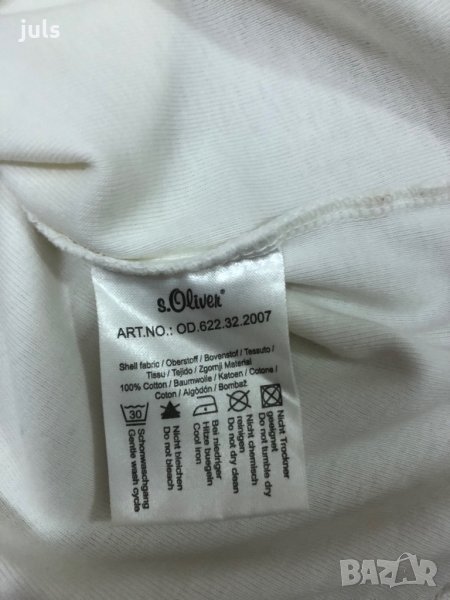 juls
s.Oliver®
ART.NO.: OD.622.32.2007
Shell fabric / Oberstoff / Bovenstof / Tessuto /
Tissu / Tejido / Zgornji Material
100% Cotton / Baumwolle / Katoen / Cotone /
Coton / Algodón / Bombaž
30
Schonwaschgang
Gentle wash cycle
Nicht bleichen
Do not bleach
Bei niedriger
Hitze buegeln
Cool iron
Nicht chemisch
reinigen
Do not dry clean
Nicht Trockner
geeignet
Do not tumble dry
BAZAR